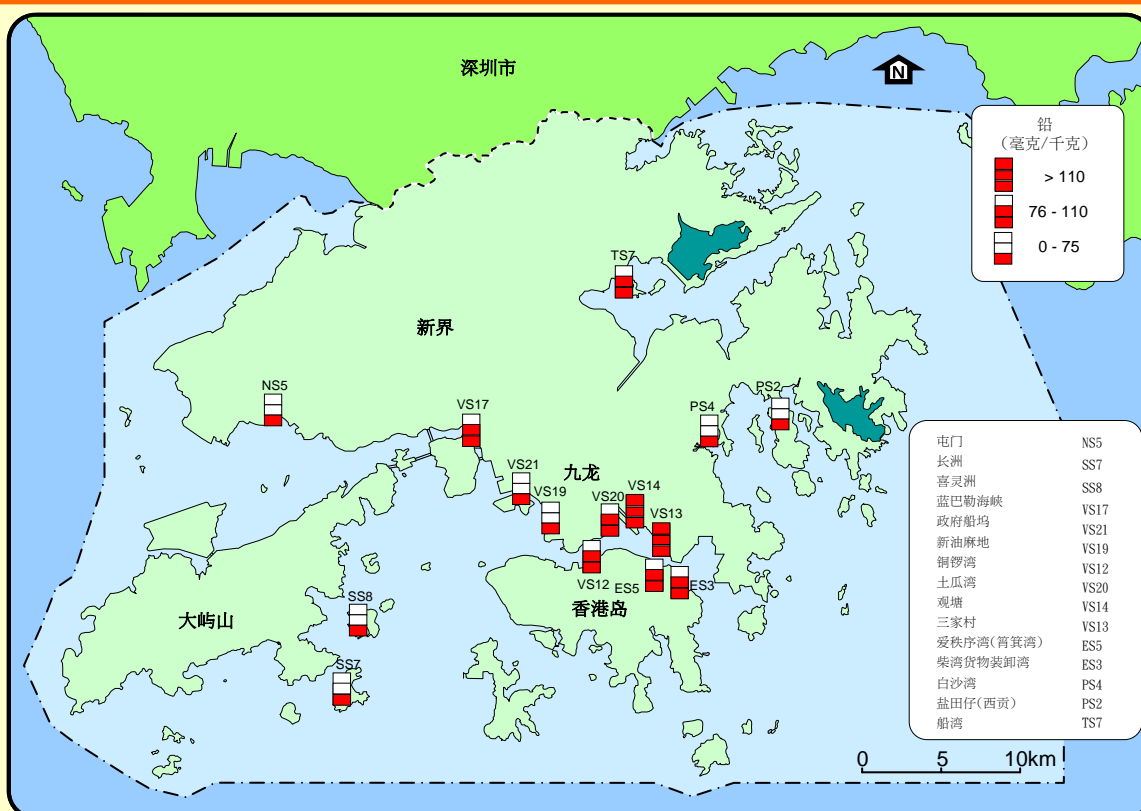 深圳市
N
铅
(毫克/千克)
> 110
76 - 110
0 - 75
TS7
新界
NS5
VS17
PS4
PS2
VS21
九龙
VS19
VS20
VS14
VS13
VS12
ES5
ES3
香港岛
大屿山
SS8
SS7
屯门 NS5
长洲 SS7
喜灵洲 SS8
蓝巴勒海峡 VS17
政府船坞 VS21
新油麻地 VS19
铜锣湾 VS12
土瓜湾 VS20
观塘 VS14
三家村 VS13
爱秩序湾(筲箕湾) ES5
柴湾货物装卸湾 ES3
白沙湾 PS4
盐田仔(西贡) PS2
船湾 TS7
0 5 10km